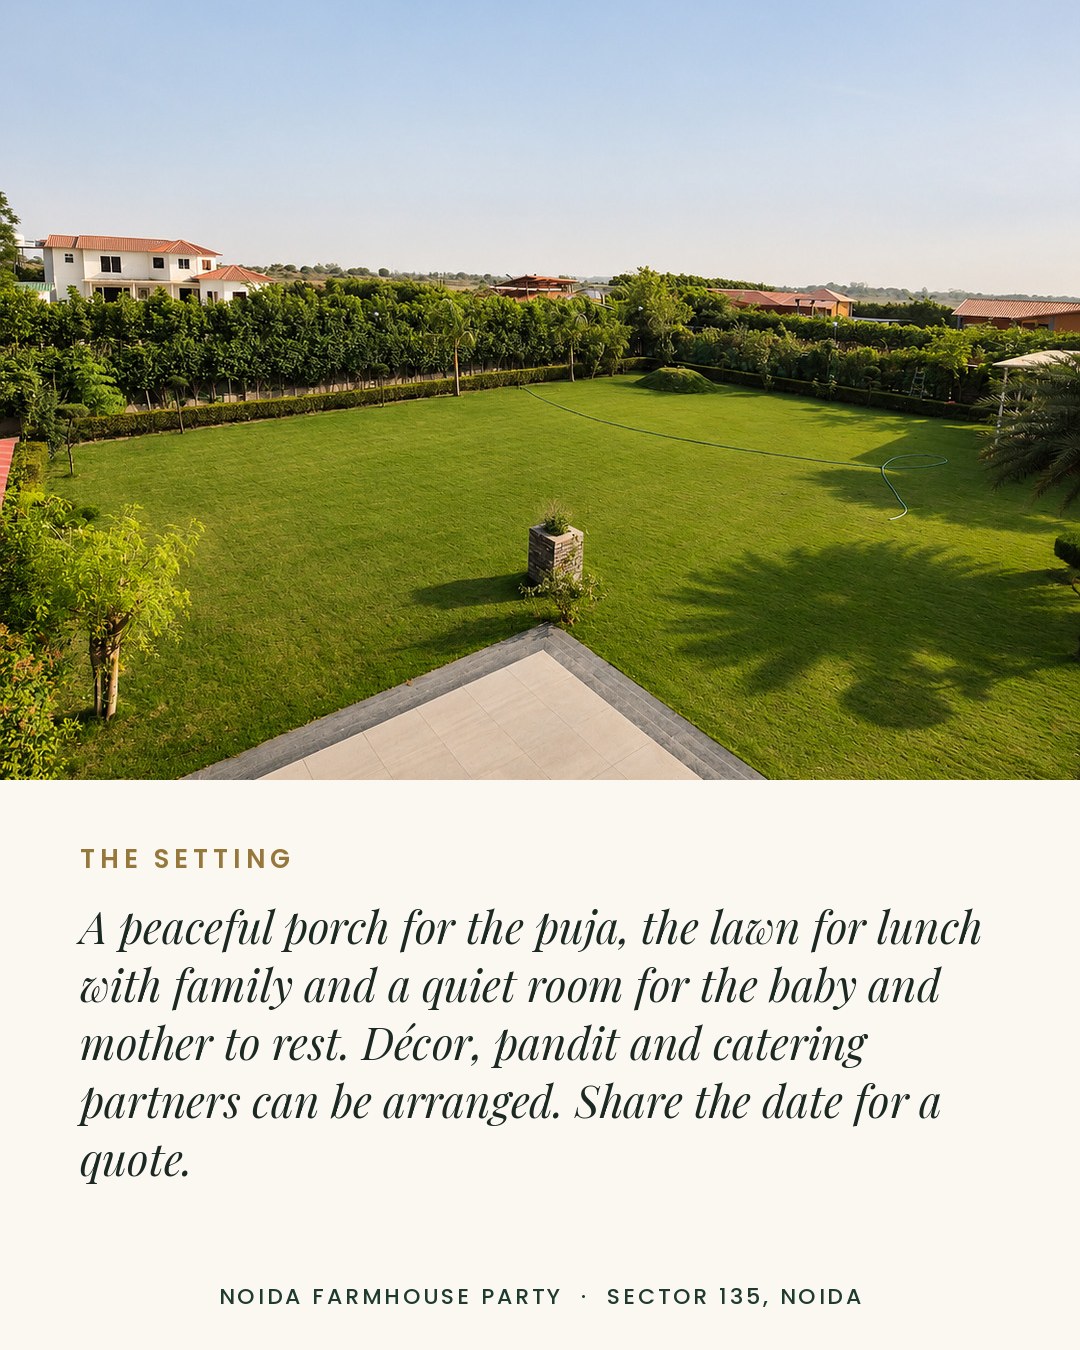 THE SETTING
A peaceful porch for the puja, the lawn for lunch
with family and a quiet room for the baby and
mother to rest. Décor, pandit and catering
partners can be arranged. Share the date for a
quote.
NOIDA FARMHOUSE PARTY · SECTOR 135, NOIDA